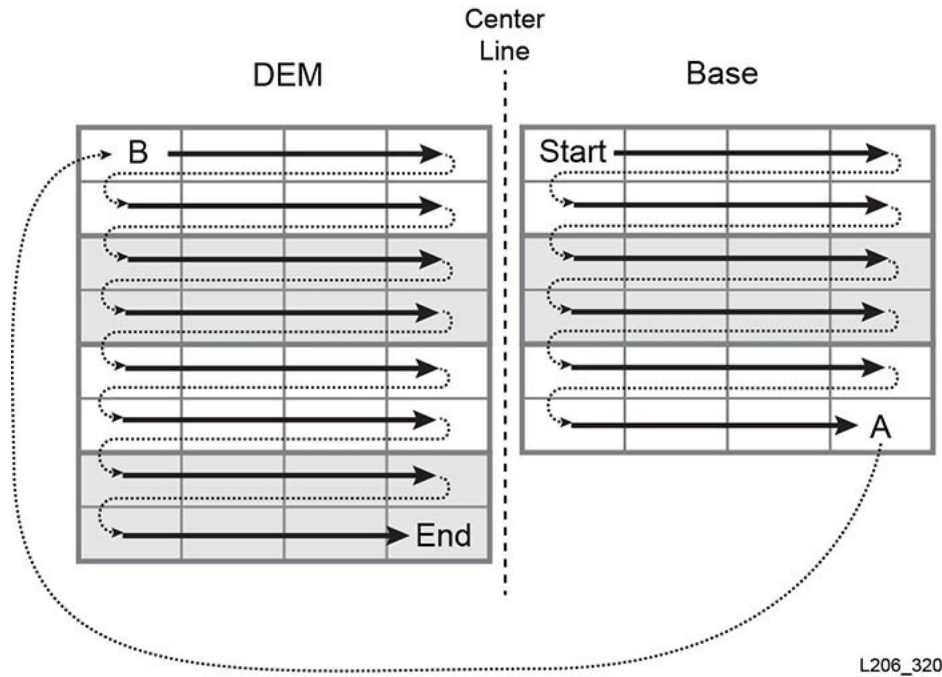 Center
Line
DEM
Base
B
Start
A
End
L206_320